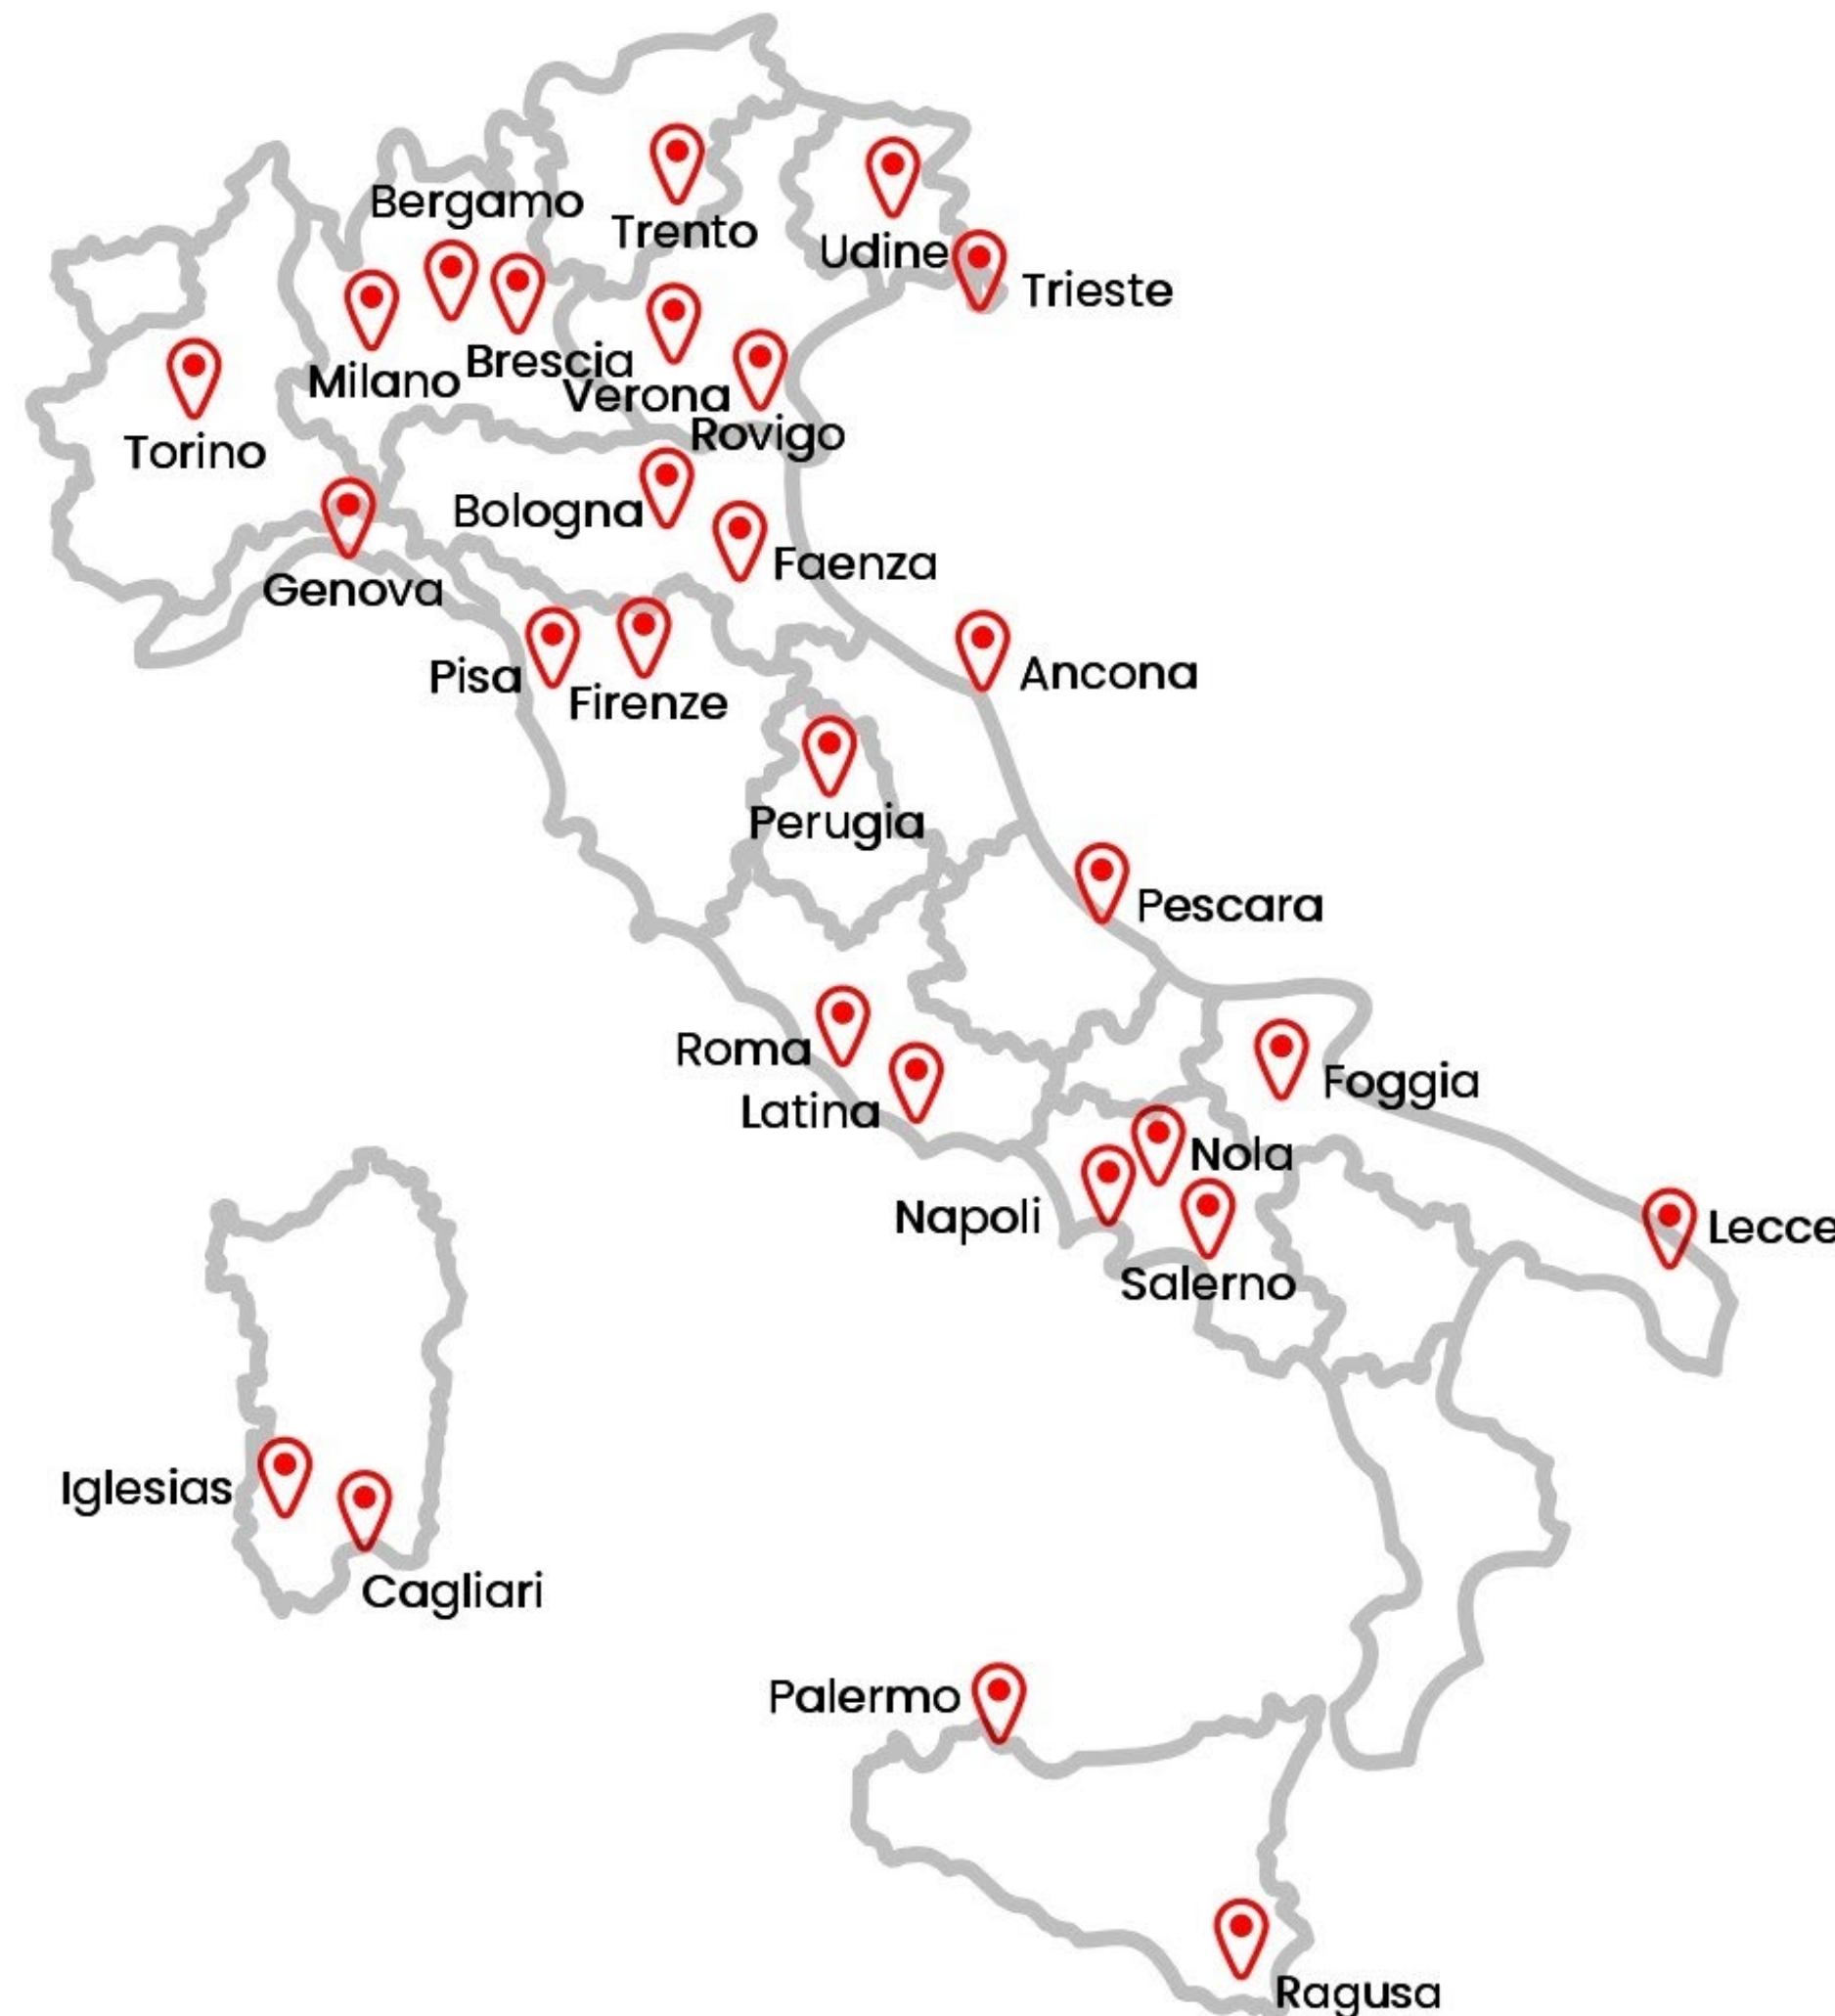 Bergamo
Trento
Udine
Trieste
Milano
Brescia
Verona
Rovigo
Torino
Bologna
Faenza
Genova
Pisa
Firenze
Ancona
Perugia
Pescara
Roma
Latina
Foggia
Nola
Napoli
Lecce
Salerno
Iglesias
Cagliari
Palermo
Ragusa